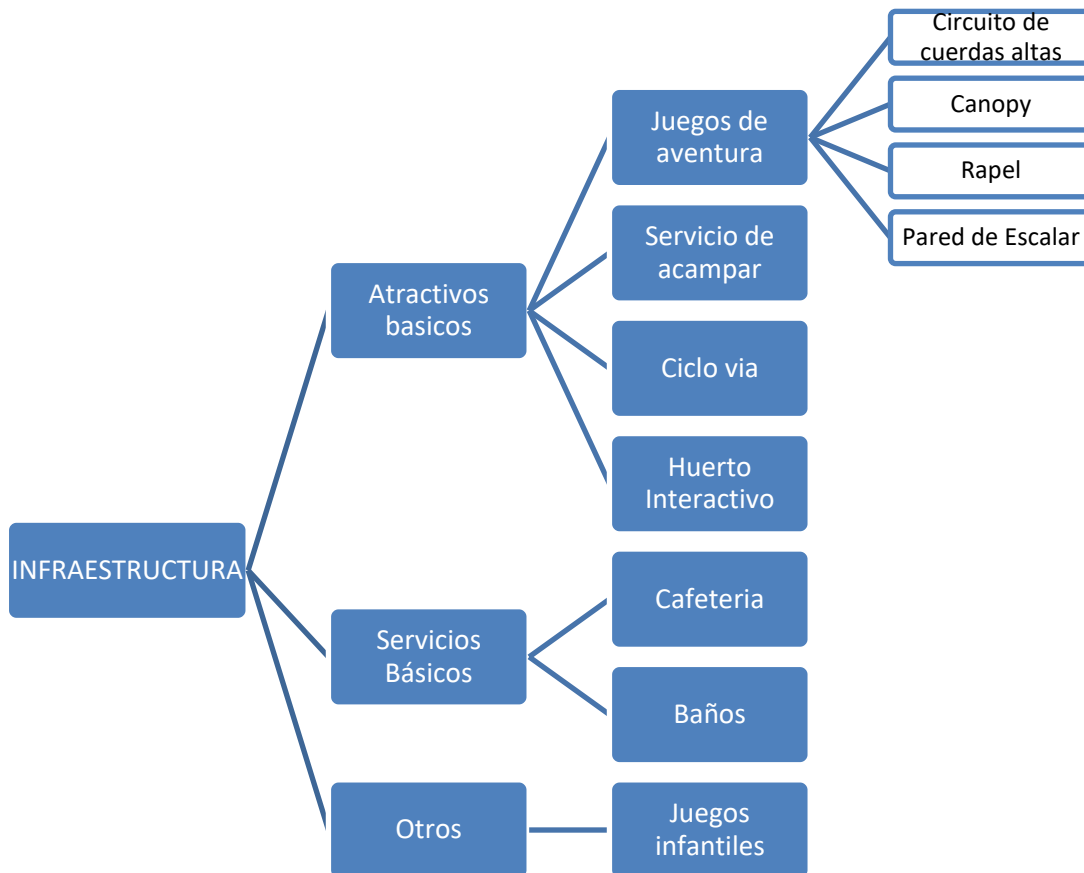 INFRAESTRUCTURA
Atractivos
basicos
Juegos de
aventura
Circuito de
cuerdas altas
Canopy
Rapel
Pared de Escalar
Servicio de
acampar
Ciclo via
Huerto
Interactivo
Servicios
Básicos
Cafeteria
Baños
Otros
Juegos
infantiles